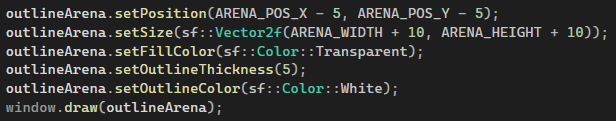 outlineArena.setPosition(ARENA_POS_X - 5, ARENA_POS_Y - 5);
outlineArena.setSize(sf::Vector2f(ARENA_WIDTH + 10, ARENA_HEIGHT + 10));
outlineArena.setFillColor(sf::Color::Transparent);
outlineArena.setOutlineThickness(5);
outlineArena.setOutlineColor(sf::Color::White);
window.draw(outlineArena);